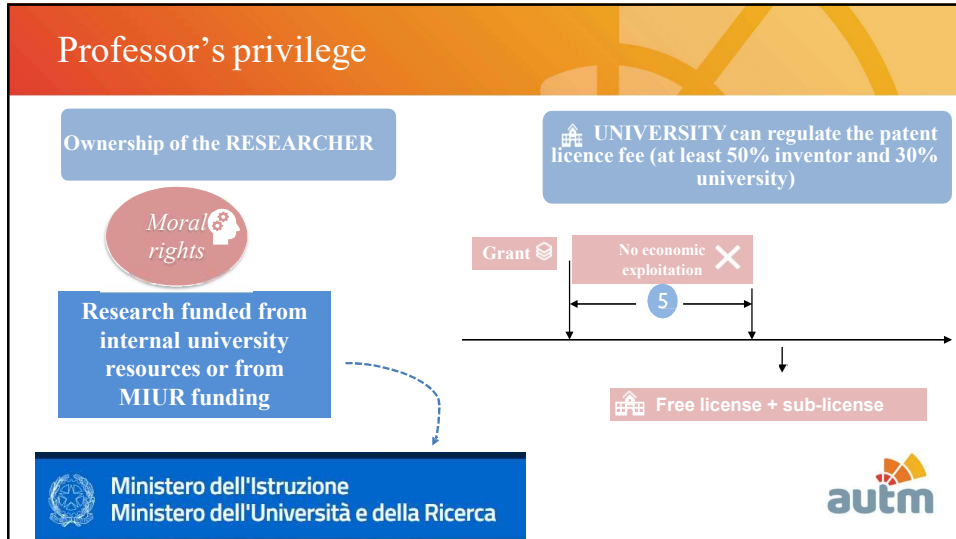 Professor's privilege
Ownership of the RESEARCHER
Moral
rights
Research funded from
internal university
resources or from
MIUR funding
Ministero dell'Istruzione
Ministero dell'Università e della Ricerca
UNIVERSITY can regulate the patent
licence fee (at least 50% inventor and 30%
university)
Grant
No economic
exploitation
5
Free license + sub-license
autm